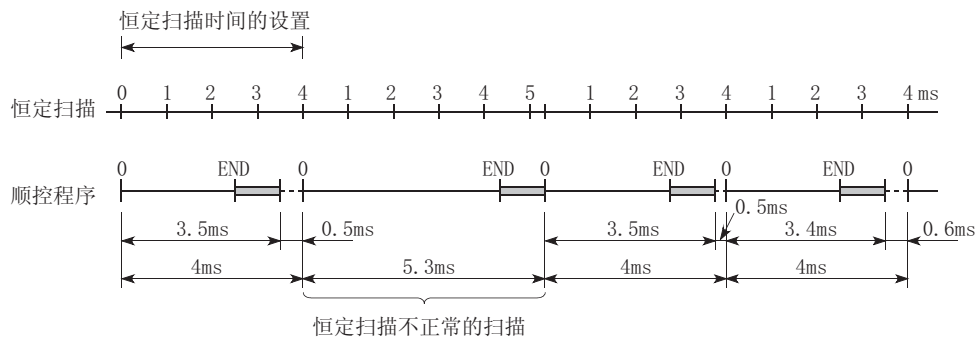 恒定扫描时间的设置
恒定扫描 0 1 2 3 4 1 2 3 4 5 1 2 3 4 1 2 3 4 ms
顺控程序 0 END 0 END 0 END 0 END 0
3.5ms 0.5ms 3.5ms 0.5ms 3.4ms 0.6ms
4ms 5.3ms 4ms 4ms
恒定扫描不正常的扫描